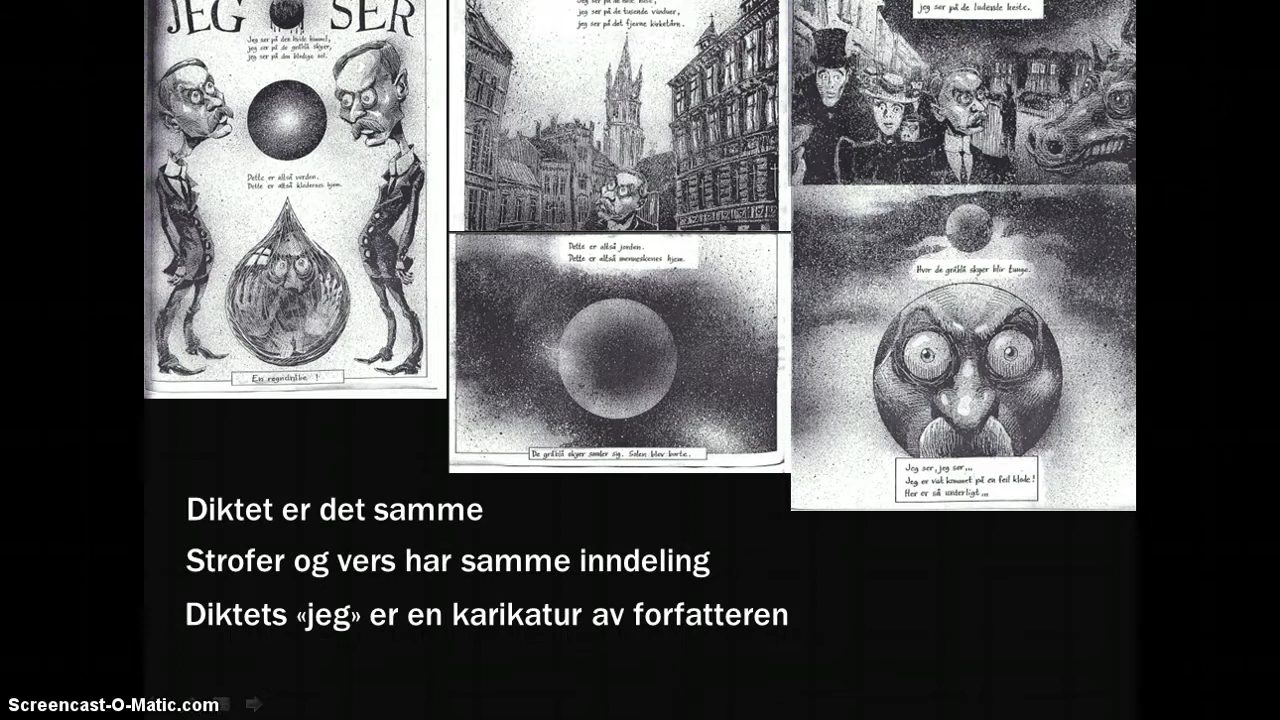 JEG SER
Jeg ser på den hvide himmel,
jeg ser på de gråblå skyer,
jeg ser på den blodige sol.
Dette er altså verden.
Dette er altså klodernes hjem.
En regndråbe !
jeg ser på de tusende vinduer,
jeg ser på det fjerne kirketårn.
Dette er altså jorden.
Dette er altså menneskenes hjem.
De gråblå skyer samler sig. Solen blev borte.
jeg ser på de ludende heste.
Hvor de gråblå skyer blir tunge.
Jeg ser, jeg ser...
Jeg er vat kommet på en feil klode!
Her er så underligt...
Diktet er det samme
Strofer og vers har samme inndeling
Diktets «jeg» er en karikatur av forfatteren
Screencast-O-Matic.com